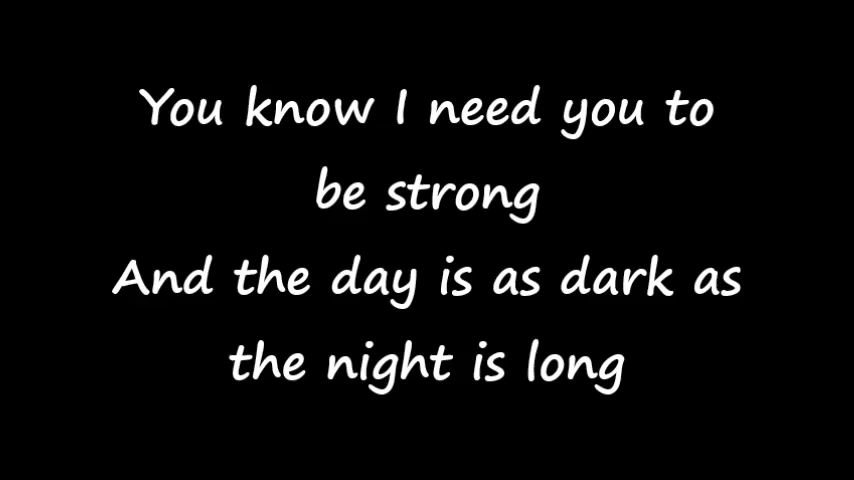 You know I need you to
be strong
And the day is as dark as
the night is long